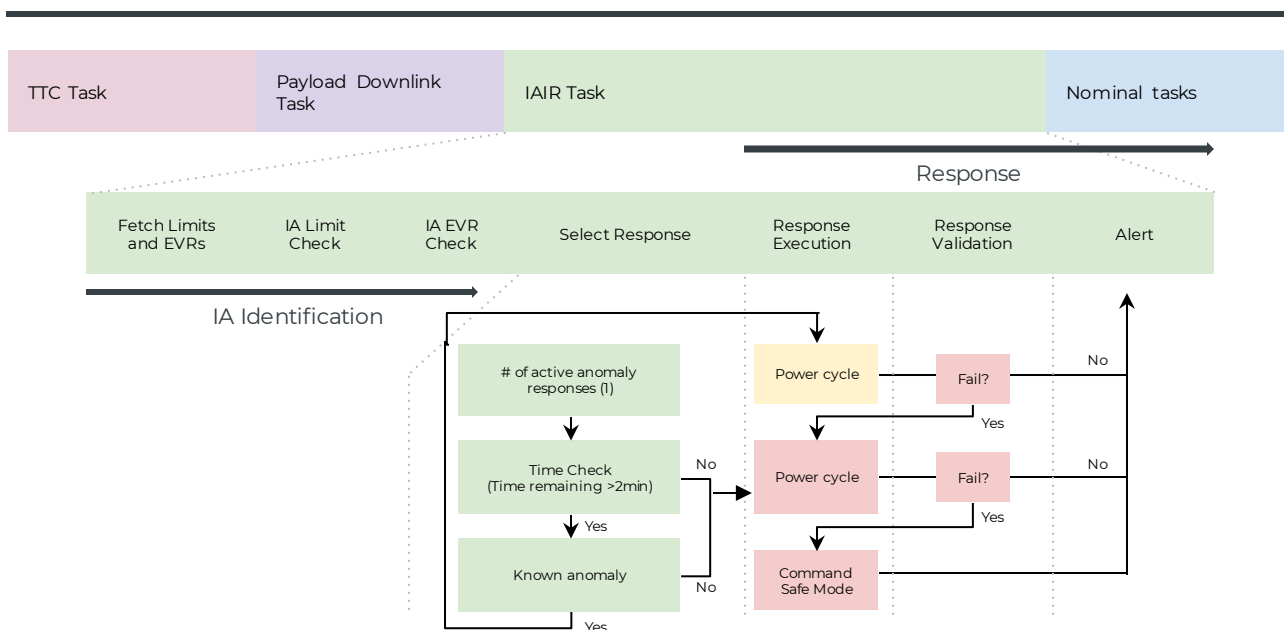 TTC Task
Payload Downlink
Task
IAIR Task
Nominal tasks
Response
Fetch Limits
and EVRs
IA Limit
Check
IA EVR
Check
Select Response
Response
Execution
Response
Validation
Alert
IA Identification
# of active anomaly
responses (1)
Power cycle
Fail?
No
Yes
Time Check
(Time remaining >2min)
No
Power cycle
Fail?
No
Yes
Yes
Known anomaly
No
Command
Safe Mode
Yes